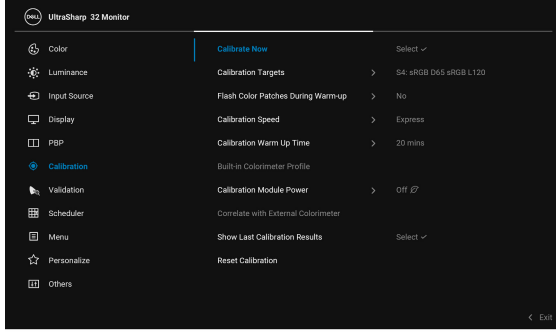 DELL UltraSharp 32 Monitor
Color
Luminance
Input Source
Display
PBP
Calibration
Validation
Scheduler
Menu
Personalize
Others
Calibrate Now Select ✓
Calibration Targets > S4: sRGB D65 sRGB L120
Flash Color Patches During Warm-up > No
Calibration Speed > Express
Calibration Warm Up Time > 20 mins
Built-in Colorimeter Profile
Calibration Module Power > Off
Correlate with External Colorimeter
Show Last Calibration Results Select ✓
Reset Calibration
< Exit